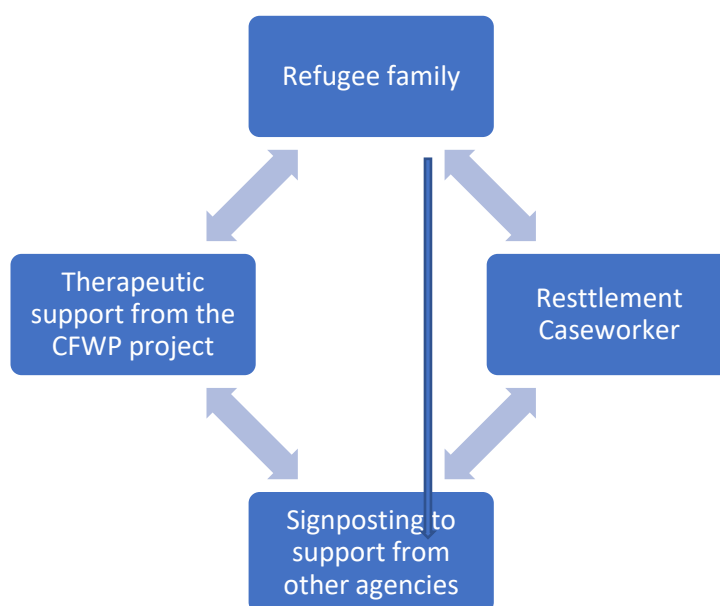 Refugee family
Therapeutic
support from the
CFWP project
Resttlement
Caseworker
Signposting to
support from
other agencies